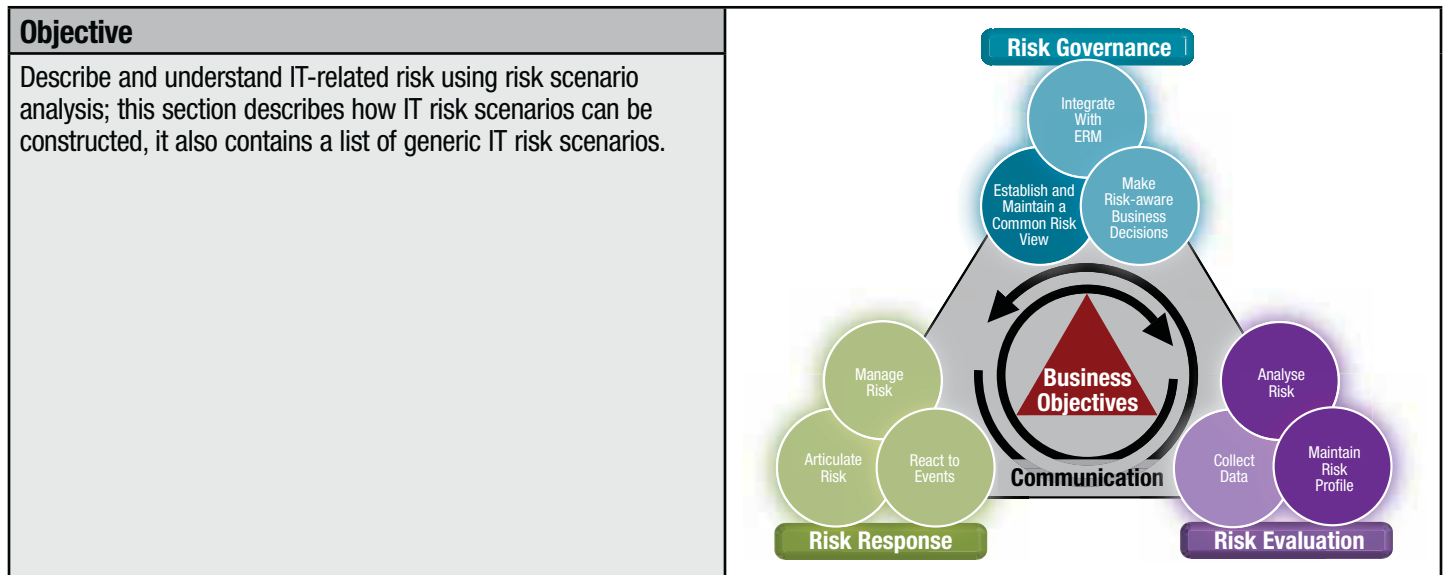 Objective
Describe and understand IT-related risk using risk scenario
analysis; this section describes how IT risk scenarios can be
constructed, it also contains a list of generic IT risk scenarios.
Risk Governance
Integrate
With
ERM
Establish and
Maintain a
Common Risk
View
Make
Risk-aware
Business
Decisions
Manage
Risk
Articulate
Risk
React to
Events
Risk Response
Business
Objectives
Communication
Analyse
Risk
Collect
Data
Maintain
Risk
Profile
Risk Evaluation